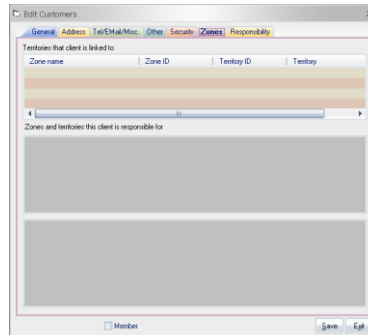 Edit Customers
General Address Tel/EMail/Misc. Other Security Zones Responsibility
Territories that client is linked to
Zone name Zone ID Territory ID Territory
Zones and territories this client is responsible for
Member Save Exit